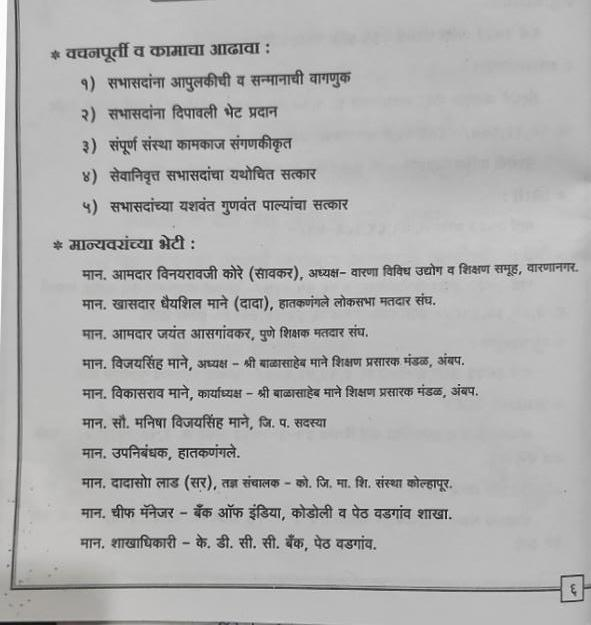 * वचनपूर्ती व कामाचा आढावा :
१) सभासदांना आपुलकीची व सन्मानाची वागणुक
२) सभासदांना दिपावली भेट प्रदान
३) संपूर्ण संस्था कामकाज संगणकीकृत
४) सेवानिवृत्त सभासदांचा यथोचित सत्कार
५) सभासदांच्या यशवंत गुणवंत पाल्यांचा सत्कार
* मान्यवरांच्या भेटी :
मान. आमदार विनयरावजी कोरे (सावकर), अध्यक्ष– वारणा विविध उद्योग व शिक्षण समूह, वारणानगर.
मान. खासदार धैयशिल माने (दादा), हातकणंगले लोकसभा मतदार संघ.
मान. आमदार जयंत आसगांवकर, पुणे शिक्षक मतदार संघ.
मान. विजयसिंह माने, अध्यक्ष – श्री बाळासाहेब माने शिक्षण प्रसारक मंडळ, अंबप.
मान. विकासराव माने, कार्याध्यक्ष – श्री बाळासाहेब माने शिक्षण प्रसारक मंडळ, अंबप.
मान. सौ. मनिषा विजयसिंह माने, जि. प. सदस्या
मान. उपनिबंधक, हातकणंगले.
मान. दादासाो लाड (सर), तज्ञ संचालक – को. जि. मा. शि. संस्था कोल्हापूर.
मान. चीफ मॅनेजर – बँक ऑफ इंडिया, कोडोली व पेठ वडगांव शाखा.
मान. शाखाधिकारी – के. डी. सी. सी. बँक, पेठ वडगांव.
६